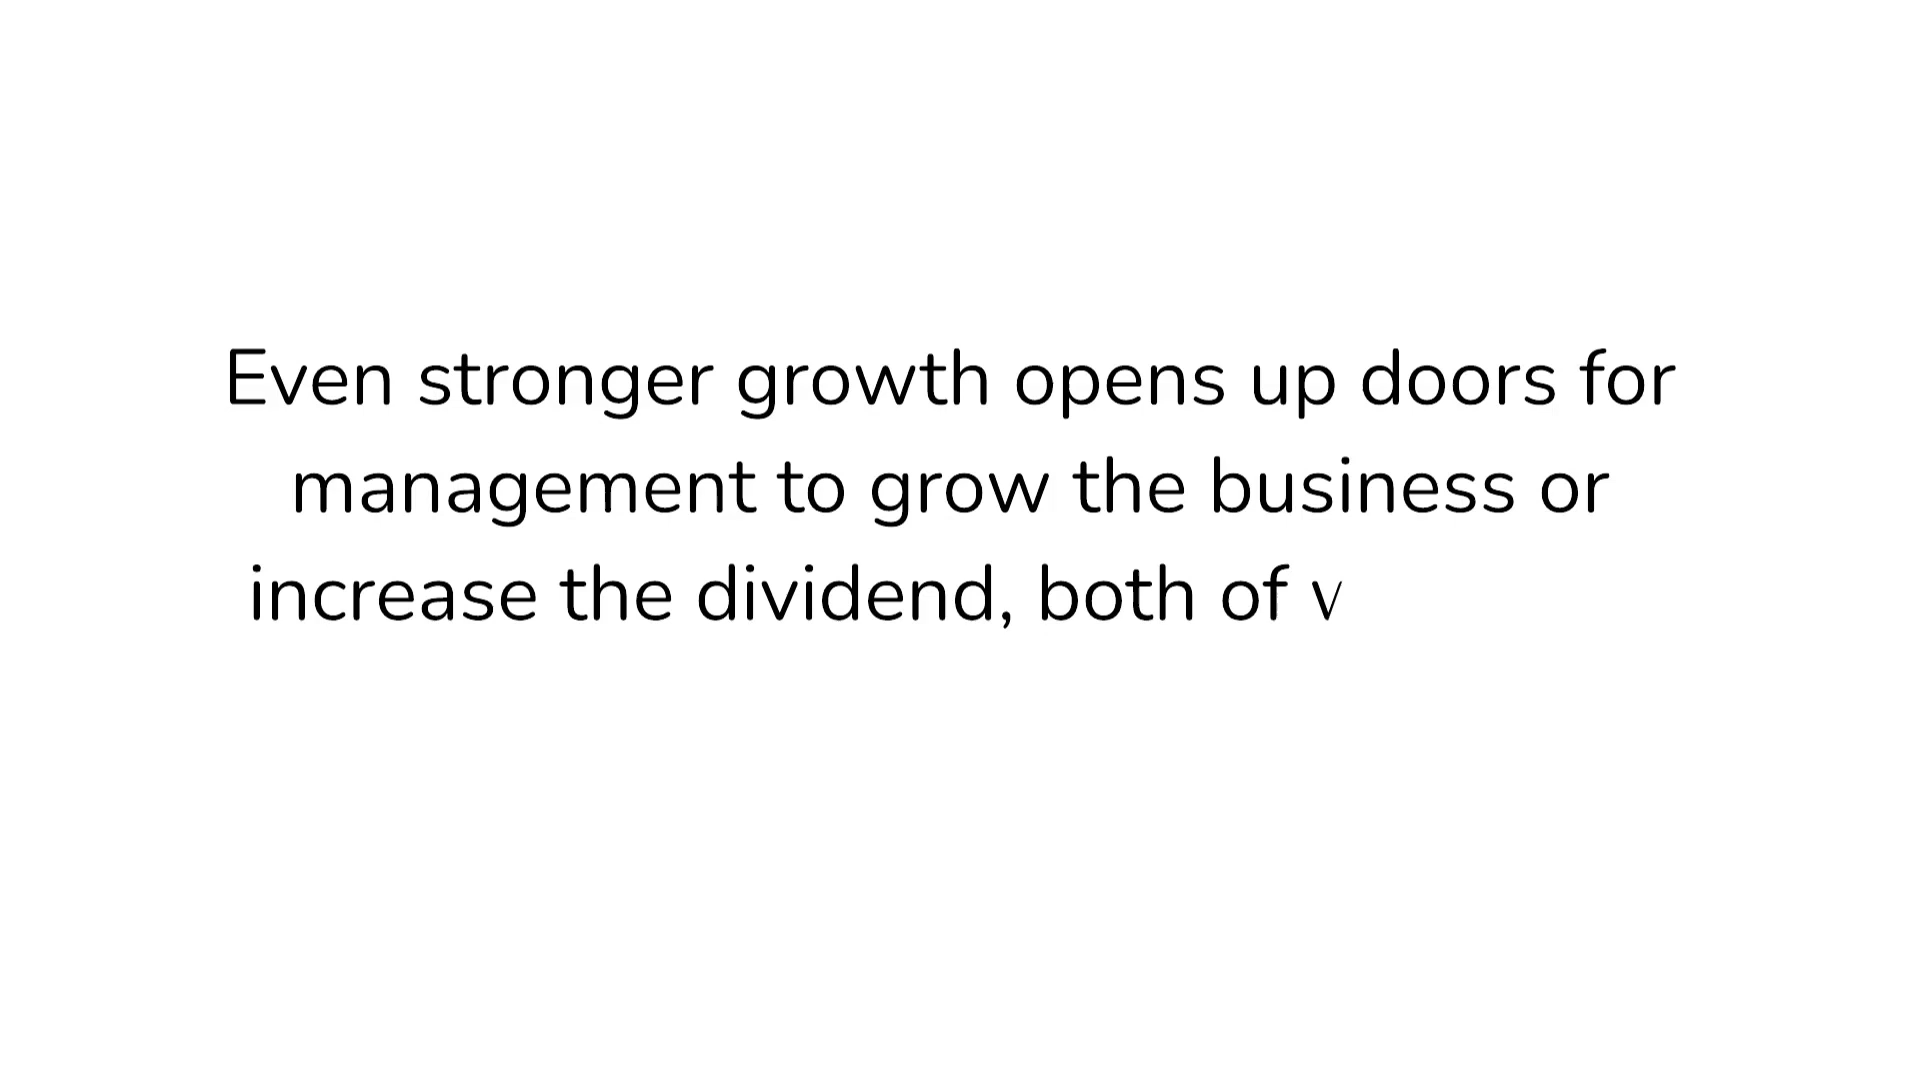 Even stronger growth opens up doors for
management to grow the business or
increase the dividend, both of